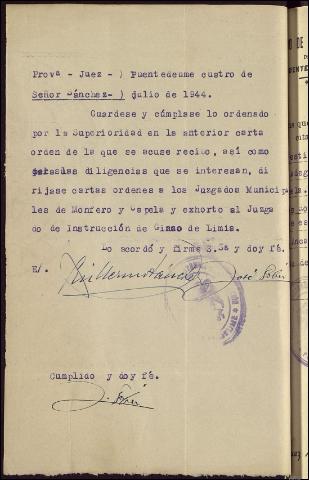 Prova - Juez - ) Puentedeume cuatro de
Señor Sánchez- ) julio de 1944.
Guardese y cúmplase lo ordenado
por la Superioridad en la anterior carta
orden de la que se acuse recibo, así como
las diligencias que se interesan, di
rijase cartas ordenes a los Juzgados Municipa
les de Monfero y Capela y exhorto al Juzga
do de Instrucción de Ginzo de Limia.
Lo acordó y firma S.Sª y doy fé.
E/.
José
Cumplido y doy fé.